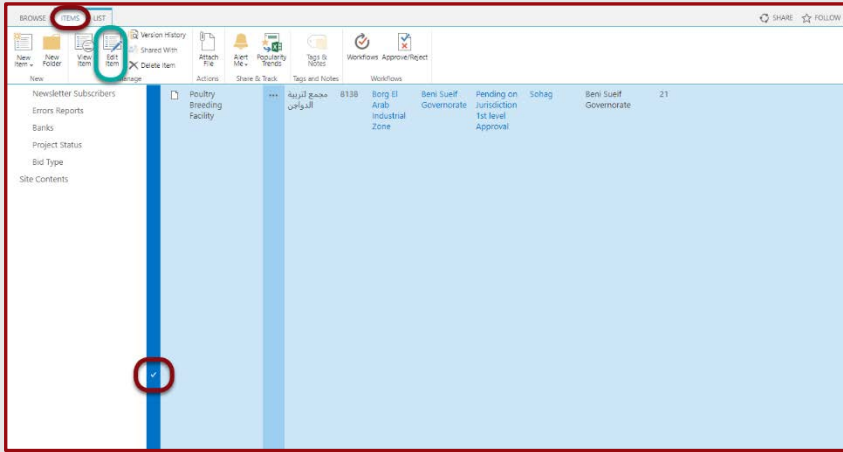 BROWSE ITEMS LIST
SHARE FOLLOW
New Item
New Folder
View Item
Edit Item
Version History
Shared With
Delete Item
Attach File
Alert Me
Popularity Trends
Tags & Notes
Workflows
Approve/Reject
New
Manage
Actions
Share & Track
Tags and Notes
Workflows
Newsletter Subscribers
Errors Reports
Banks
Project Status
Bid Type
Site Contents
Poultry
Breeding
Facility
...
مجمع لتربية
الدواجن
8138
Borg El
Arab
Industrial
Zone
Beni Sueif
Governorate
Pending on
Jurisdiction
1st level
Approval
Sohag
Beni Sueif
Governorate
21